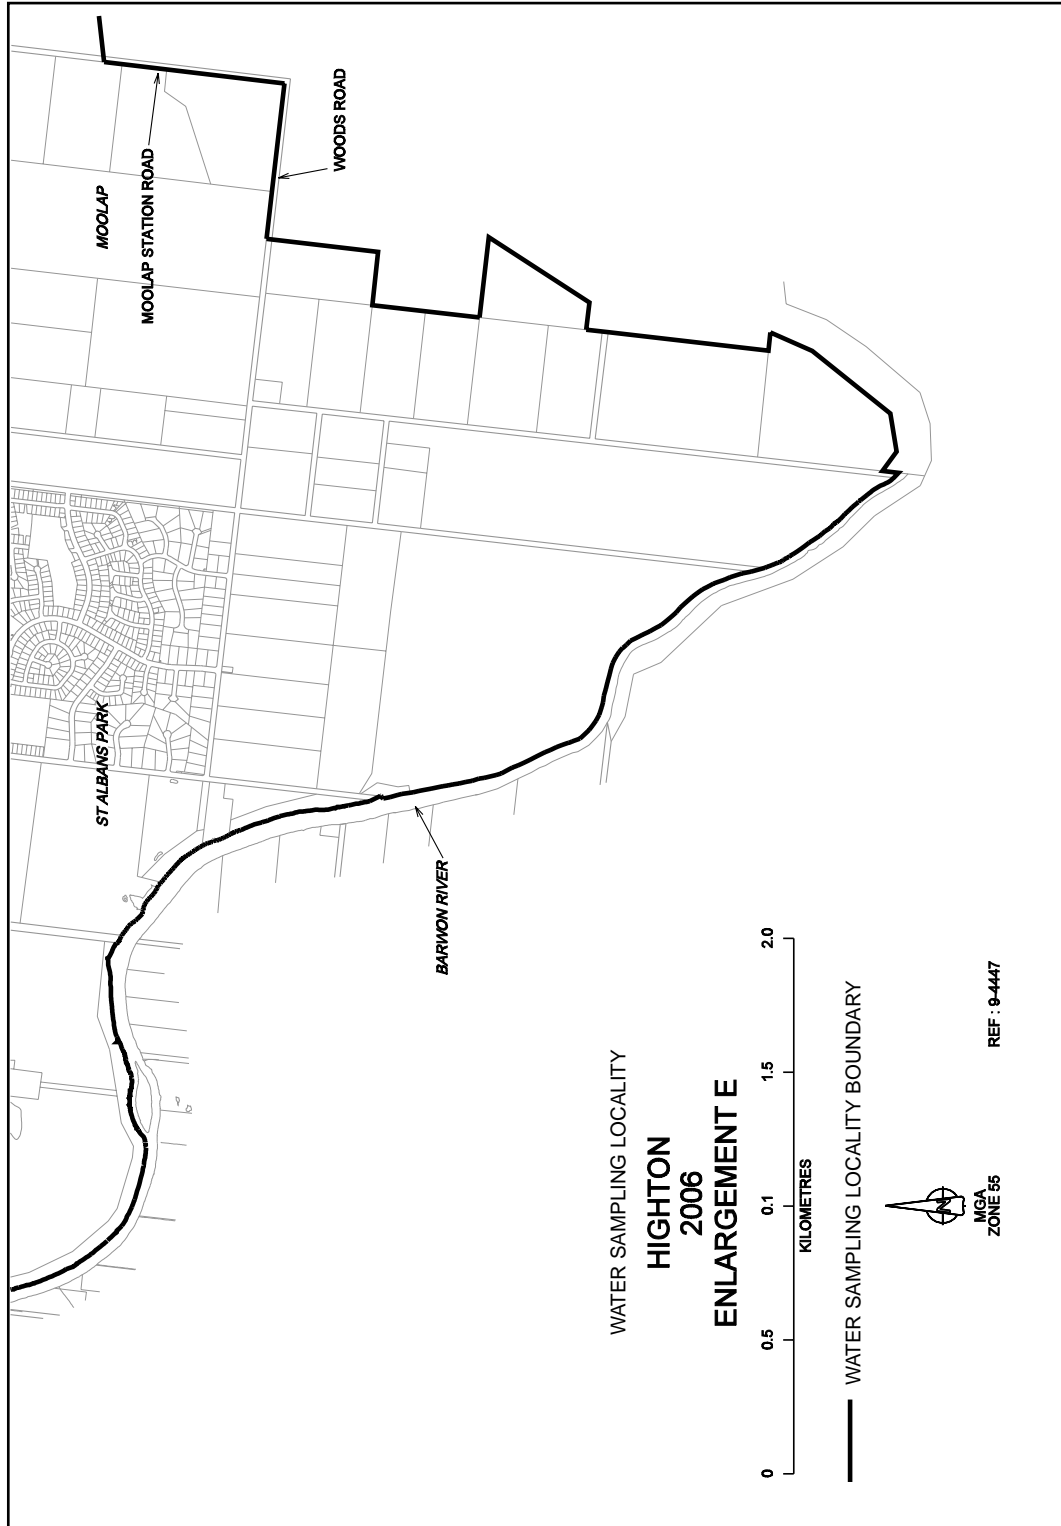 MOOLAP
MOOLAP STATION ROAD
WOODS ROAD
ST ALBANS PARK
BARWON RIVER
WATER SAMPLING LOCALITY
HIGHTON
2006
ENLARGEMENT E
0 0.5 0.1 1.5 2.0
KILOMETRES
WATER SAMPLING LOCALITY BOUNDARY
N
MGA
ZONE 55
REF : 9-4447